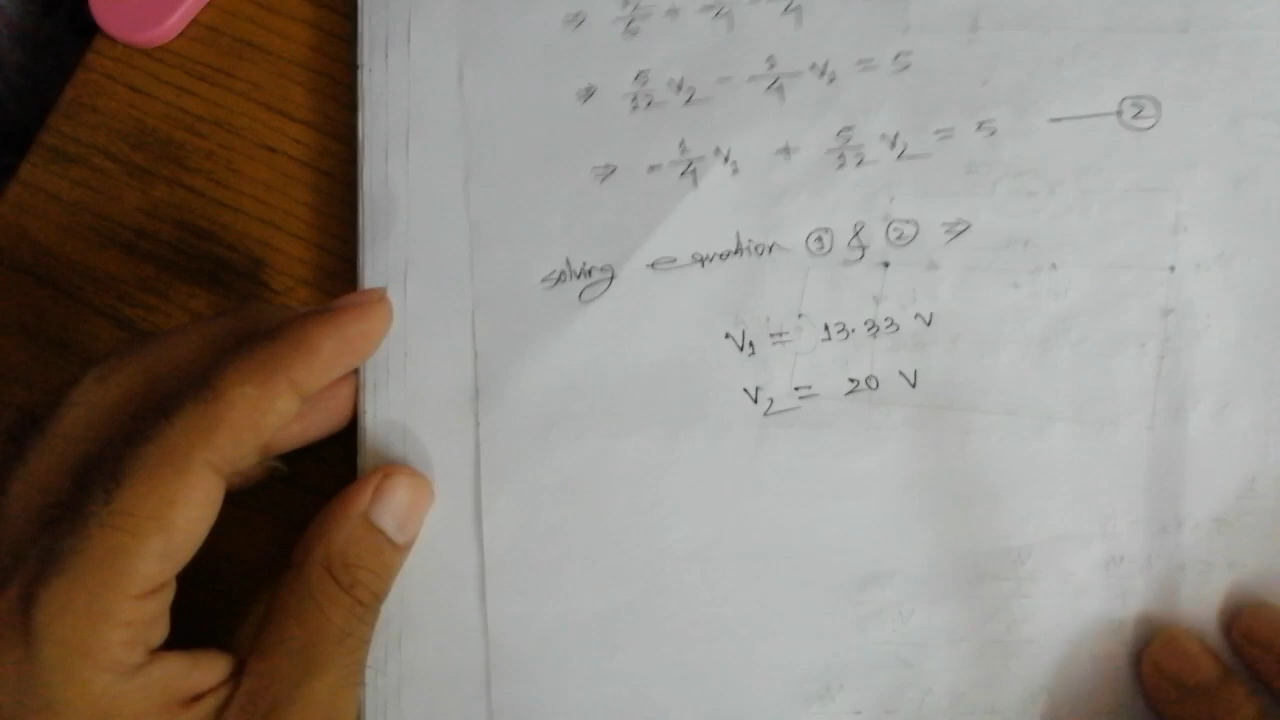 ⇒ 5/12 V₂ - 1/4 V₁ = 5
⇒ -1/4 V₁ + 5/12 V₂ = 5 —— ②
solving equation ① & ② ⇒
V₁ = 13.33 V
V₂ = 20 V